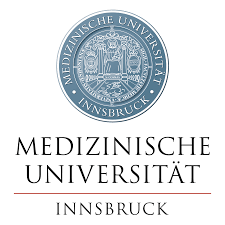 MEDIZINISCHE UNIVERSITÄT
· INNSBRUCK ·
MEDIZINISCHE
UNIVERSITÄT
INNSBRUCK